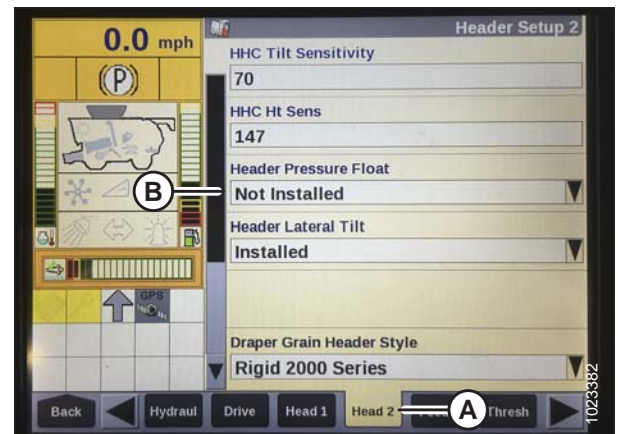 0.0 mph
Header Setup 2
(P)
HHC Tilt Sensitivity
70
HHC Ht Sens
147
Header Pressure Float
B
Not Installed
Header Lateral Tilt
Installed
GPS
Draper Grain Header Style
Rigid 2000 Series
Back
Hydraul
Drive
Head 1
Head 2
A
Thresh
1023382